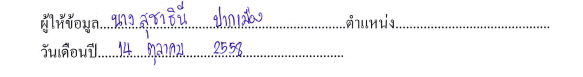 ผู้ให้ข้อมูล...นาง สุชาธินี ปากเมือง...ตำแหน่ง...
วันเดือนปี...14 ตุลาคม 2558...